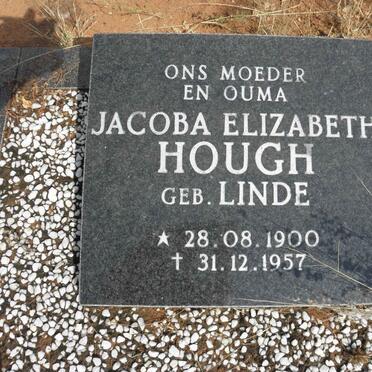 ONS MOEDER
EN OUMA
JACOBA ELIZABETH
HOUGH
GEB. LINDE
* 28.08.1900
† 31.12.1957